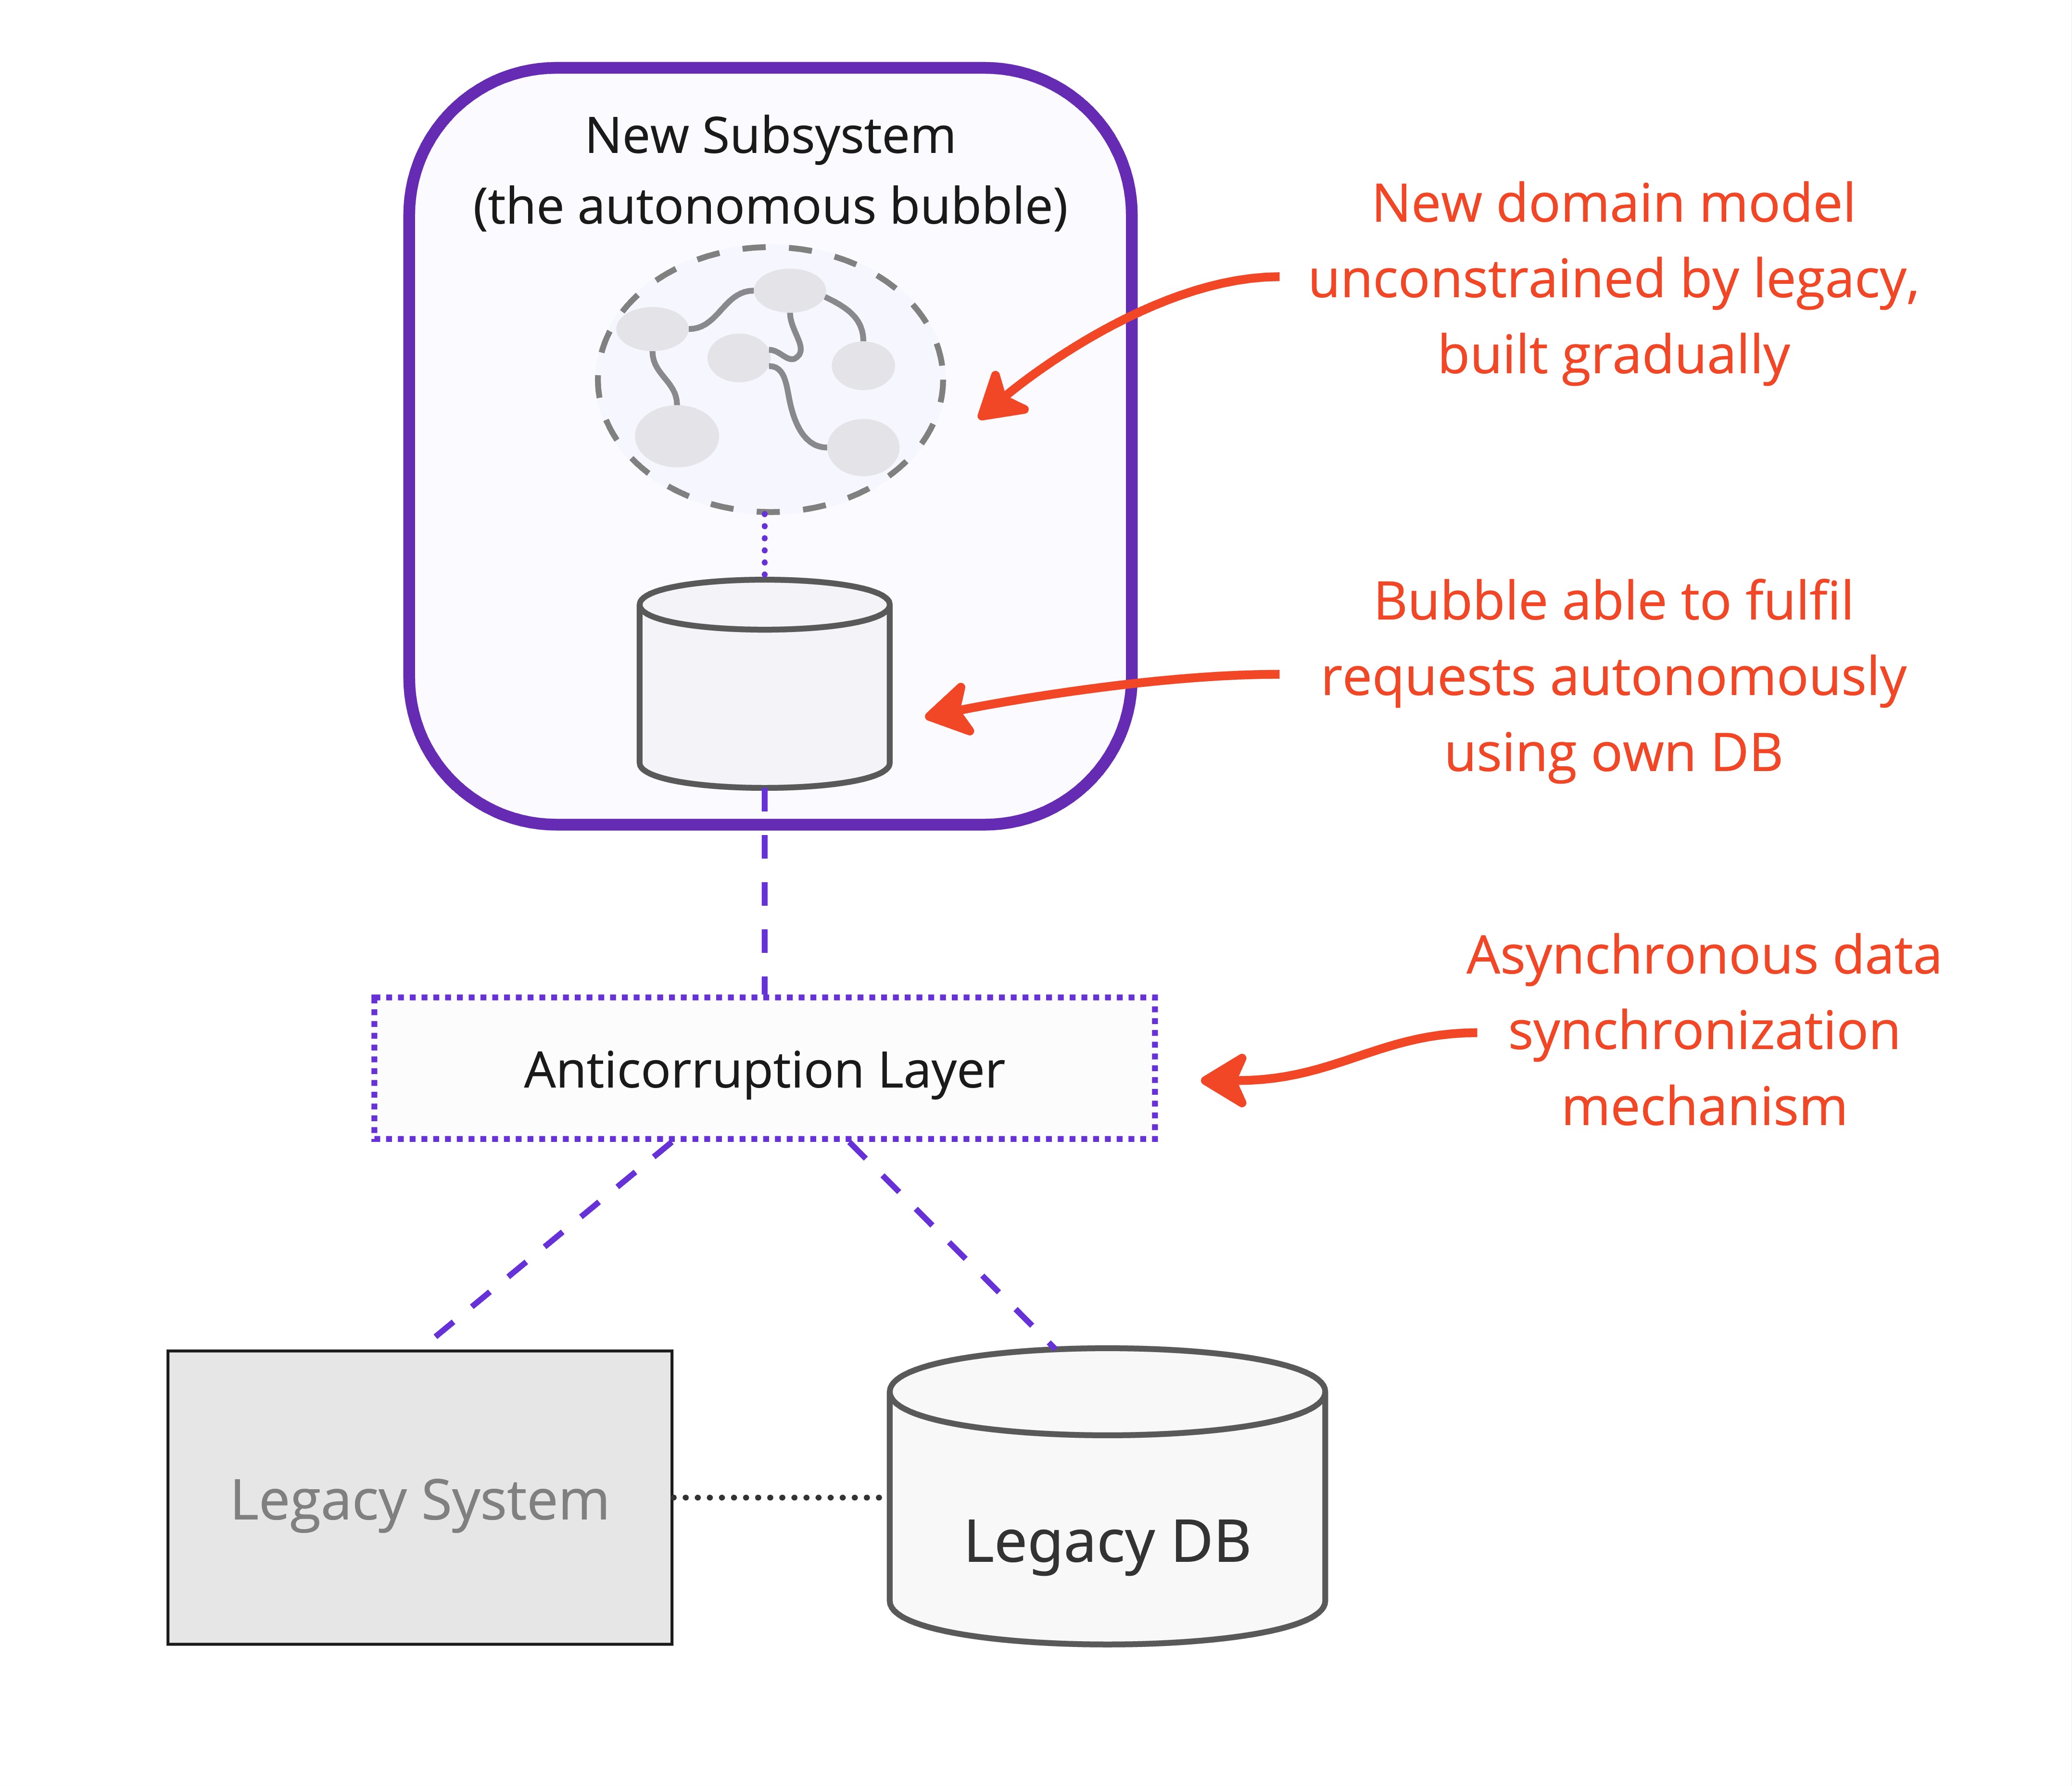 New Subsystem
(the autonomous bubble)
New domain model
unconstrained by legacy,
built gradually
Bubble able to fulfil
requests autonomously
using own DB
Asynchronous data
synchronization
mechanism
Anticorruption Layer
Legacy System
Legacy DB